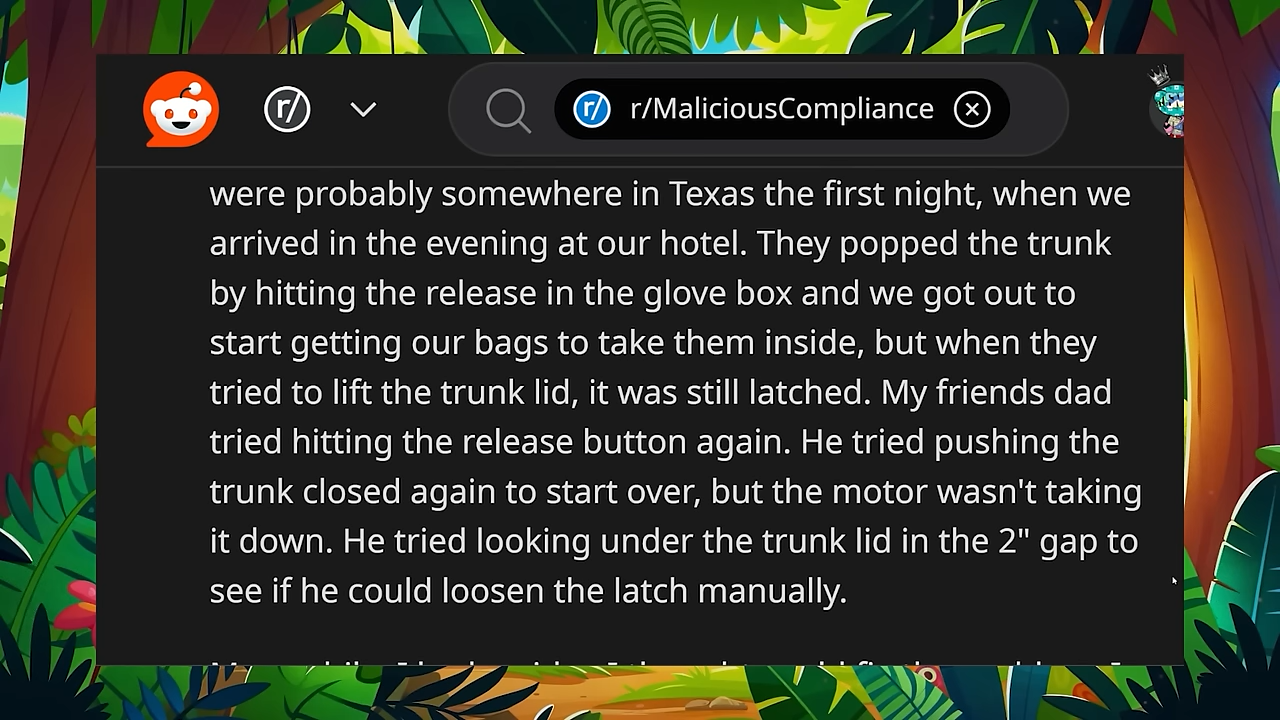 r/
r/
r/MaliciousCompliance
were probably somewhere in Texas the first night, when we
arrived in the evening at our hotel. They popped the trunk
by hitting the release in the glove box and we got out to
start getting our bags to take them inside, but when they
tried to lift the trunk lid, it was still latched. My friends dad
tried hitting the release button again. He tried pushing the
trunk closed again to start over, but the motor wasn't taking
it down. He tried looking under the trunk lid in the 2" gap to
see if he could loosen the latch manually.